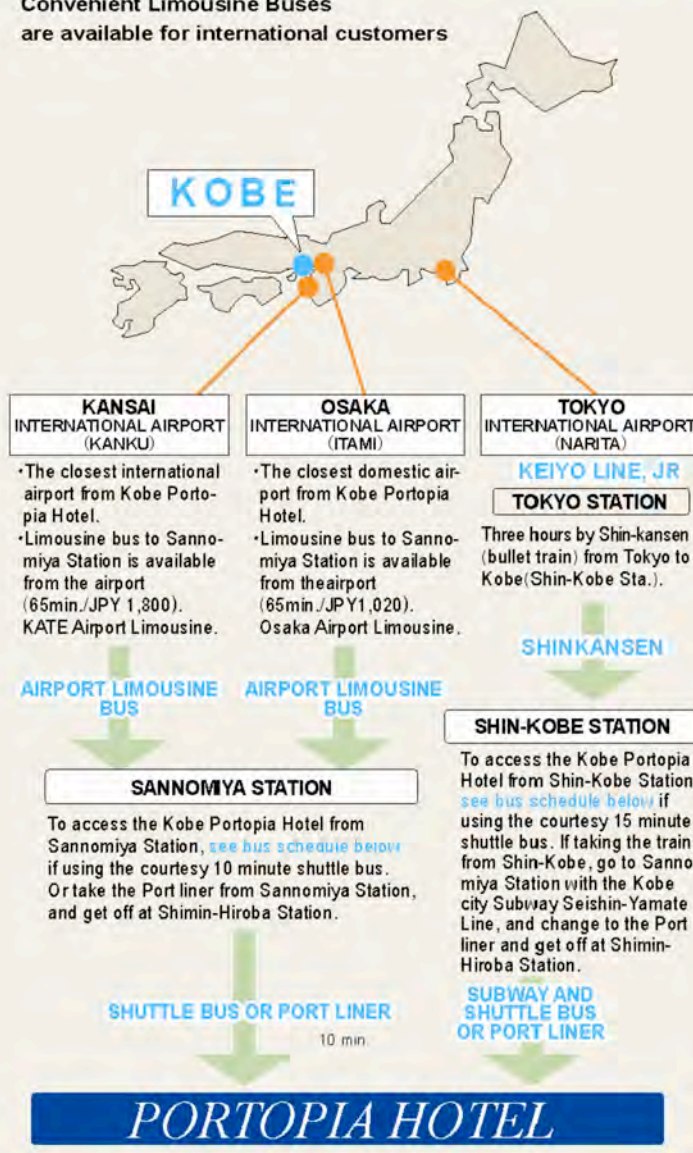 Convenient Limousine Buses
are available for international customers
KOBE
KANSAI
INTERNATIONAL AIRPORT
(KANKU)
・The closest international
airport from Kobe Porto-
pia Hotel.
・Limousine bus to Sanno-
miya Station is available
from the airport
(65min./JPY 1,800).
KATE Airport Limousine.
AIRPORT LIMOUSINE
BUS
OSAKA
INTERNATIONAL AIRPORT
(ITAMI)
・The closest domestic air-
port from Kobe Portopia
Hotel.
・Limousine bus to Sanno-
miya Station is available
from theairport
(65min./JPY1,020).
Osaka Airport Limousine.
AIRPORT LIMOUSINE
BUS
TOKYO
INTERNATIONAL AIRPORT
(NARITA)
KEIYO LINE, JR
TOKYO STATION
Three hours by Shin-kansen
(bullet train) from Tokyo to
Kobe(Shin-Kobe Sta.).
SHINKANSEN
SANNOMIYA STATION
To access the Kobe Portopia Hotel from
Sannomiya Station, see bus schedule below
if using the courtesy 10 minute shuttle bus.
Or take the Port liner from Sannomiya Station,
and get off at Shimin-Hiroba Station.
SHUTTLE BUS OR PORT LINER
10 min
SHIN-KOBE STATION
To access the Kobe Portopia
Hotel from Shin-Kobe Station
see bus schedule below if
using the courtesy 15 minute
shuttle bus. If taking the train
from Shin-Kobe, go to Sanno
miya Station with the Kobe
city Subway Seishin-Yamate
Line, and change to the Port
liner and get off at Shimin-
Hiroba Station.
SUBWAY AND
SHUTTLE BUS
OR PORT LINER
PORTOPIA HOTEL